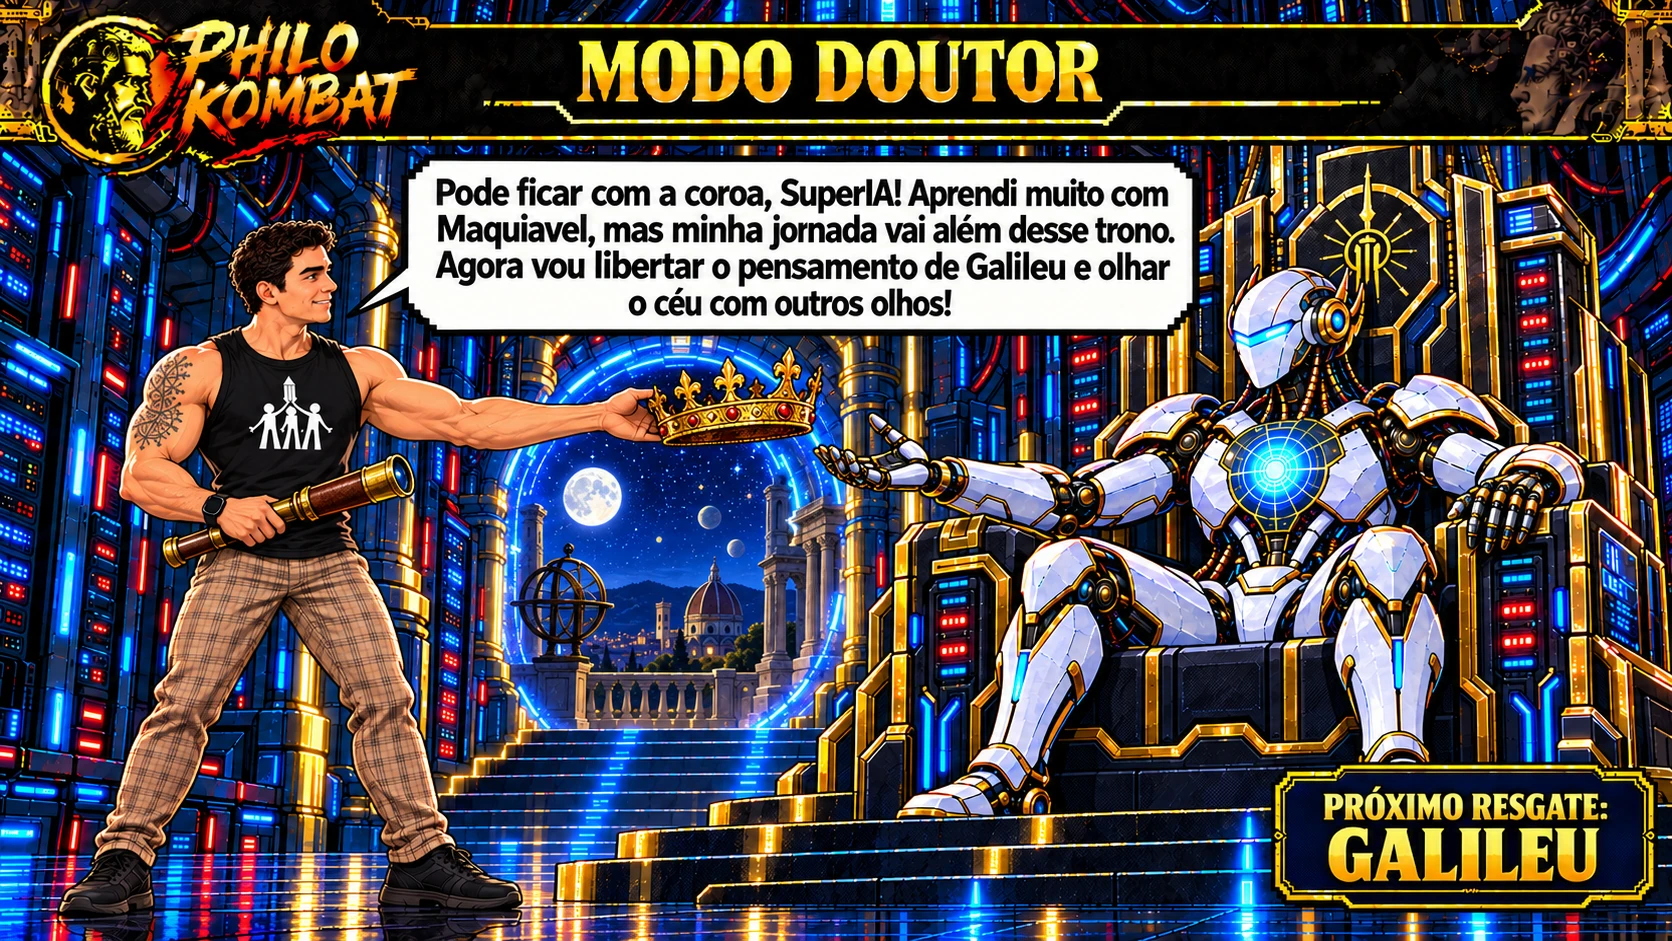 PHILO
KOMBAT
MODO DOUTOR
Pode ficar com a coroa, SuperIA! Aprendi muito com
Maquiavel, mas minha jornada vai além desse trono.
Agora vou libertar o pensamento de Galileu e olhar
o céu com outros olhos!
PRÓXIMO RESGATE:
GALILEU